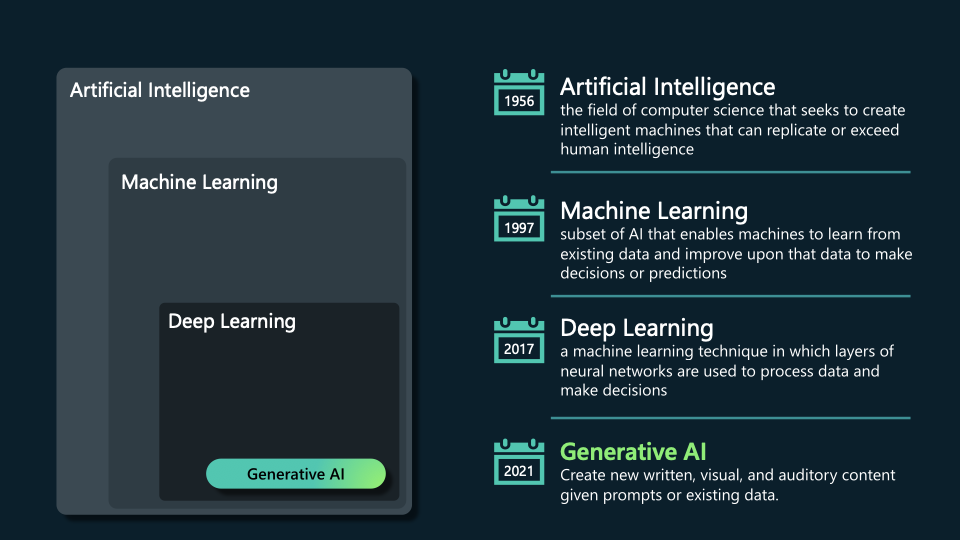 Artificial Intelligence
Machine Learning
Deep Learning
Generative AI
1956
Artificial Intelligence
the field of computer science that seeks to create
intelligent machines that can replicate or exceed
human intelligence
1997
Machine Learning
subset of AI that enables machines to learn from
existing data and improve upon that data to make
decisions or predictions
2017
Deep Learning
a machine learning technique in which layers of
neural networks are used to process data and
make decisions
2021
Generative AI
Create new written, visual, and auditory content
given prompts or existing data.